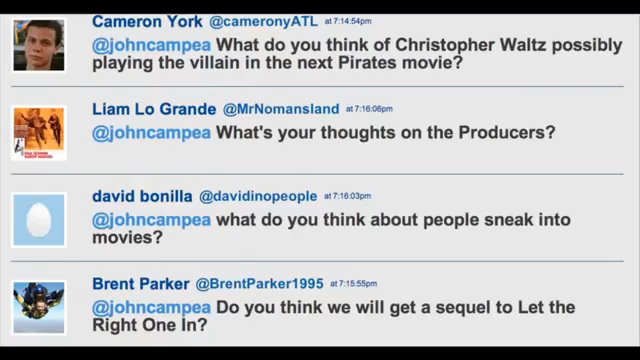 Cameron York @cameronyATL at 7:14:54pm
@johncampea What do you think of Christopher Waltz possibly
playing the villain in the next Pirates movie?
Liam Lo Grande @MrNomansland at 7:16:06pm
@johncampea What's your thoughts on the Producers?
david bonilla @davidinopeople at 7:16:03pm
@johncampea what do you think about people sneak into
movies?
Brent Parker @BrentParker1995 at 7:15:55pm
@johncampea Do you think we will get a sequel to Let the
Right One In?